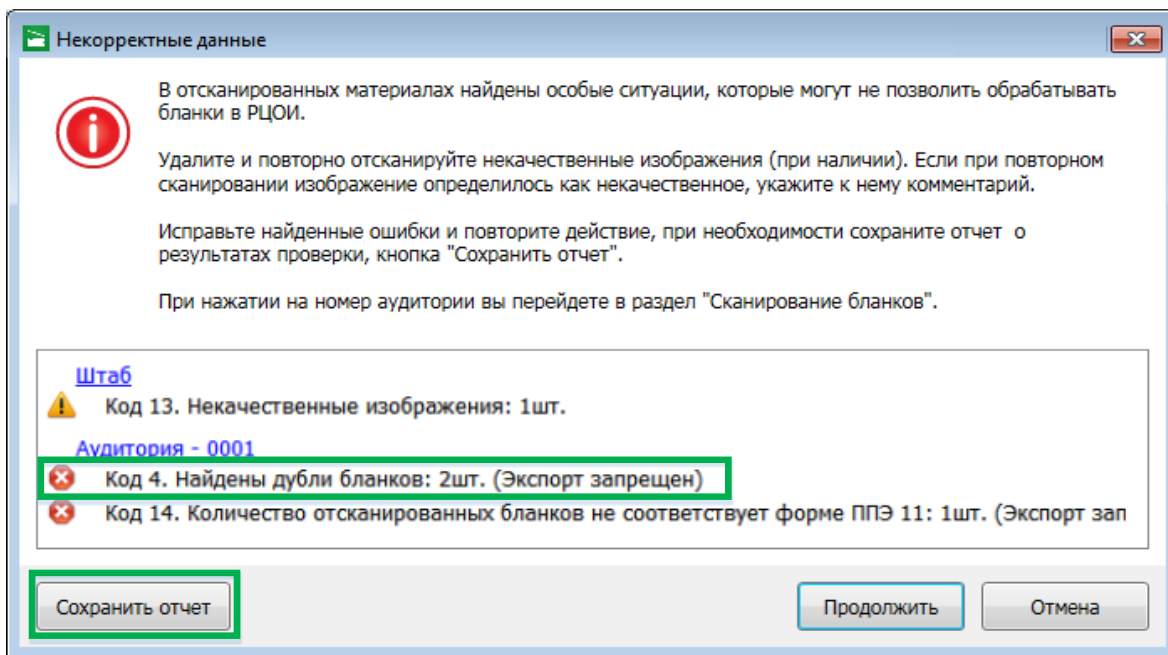 Некорректные данные
В отсканированных материалах найдены особые ситуации, которые могут не позволить обрабатывать
бланки в РЦОИ.
Удалите и повторно отсканируйте некачественные изображения (при наличии). Если при повторном
сканировании изображение определилось как некачественное, укажите к нему комментарий.
Исправьте найденные ошибки и повторите действие, при необходимости сохраните отчет о
результатах проверки, кнопка "Сохранить отчет".
При нажатии на номер аудитории вы перейдете в раздел "Сканирование бланков".
Штаб
Код 13. Некачественные изображения: 1шт.
Аудитория - 0001
Код 4. Найдены дубли бланков: 2шт. (Экспорт запрещен)
Код 14. Количество отсканированных бланков не соответствует форме ППЭ 11: 1шт. (Экспорт зап
Сохранить отчет
Продолжить
Отмена